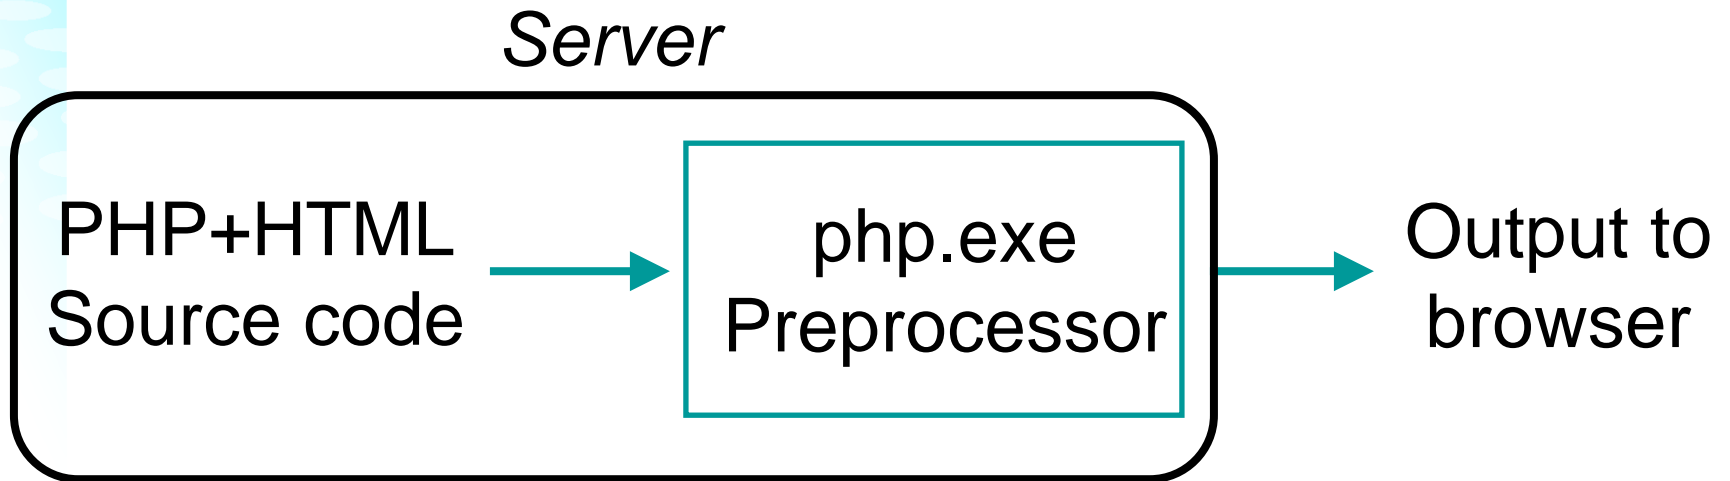 Server
PHP+HTML
Source code
php.exe
Preprocessor
Output to
browser